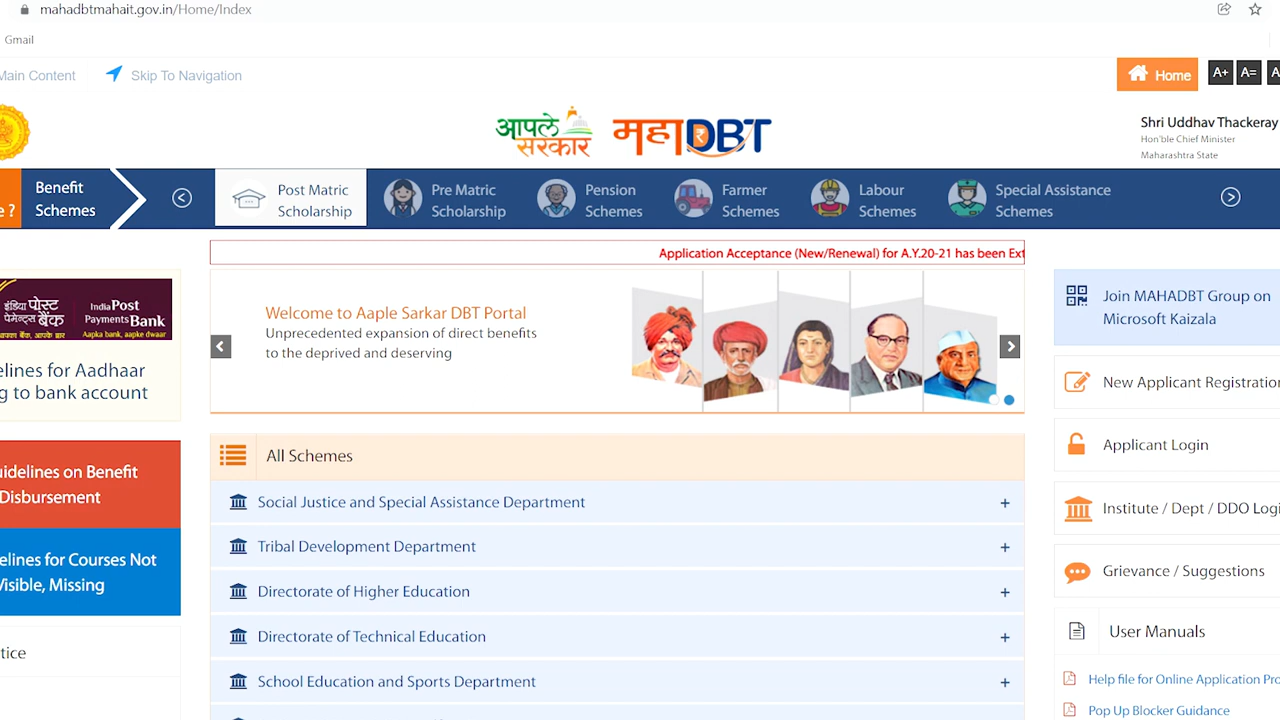 mahadbtmahait.gov.in/Home/Index
Gmail
Main Content
Skip To Navigation
Home
A+
A=
A
आपले
सरकार
महाDBT
Shri Uddhav Thackeray
Hon'ble Chief Minister
Maharashtra State
e ?
Benefit
Schemes
Post Matric
Scholarship
Pre Matric
Scholarship
Pension
Schemes
Farmer
Schemes
Labour
Schemes
Special Assistance
Schemes
Application Acceptance (New/Renewal) for A.Y.20-21 has been Ext
इंडिया पोस्ट
पेमेन्ट्स
बैंक
आपका बैंक, आपके द्वार
IndiaPost
Payments Bank
Aapka bank, aapke dwaar
elines for Aadhaar
g to bank account
uidelines on Benefit
Disbursement
elines for Courses Not
Visible, Missing
tice
Welcome to Aaple Sarkar DBT Portal
Unprecedented expansion of direct benefits
to the deprived and deserving
All Schemes
Social Justice and Special Assistance Department +
Tribal Development Department +
Directorate of Higher Education +
Directorate of Technical Education +
School Education and Sports Department +
Join MAHADBT Group on
Microsoft Kaizala
New Applicant Registration
Applicant Login
Institute / Dept / DDO Logi
Grievance / Suggestions
User Manuals
Help file for Online Application Pro
Pop Up Blocker Guidance